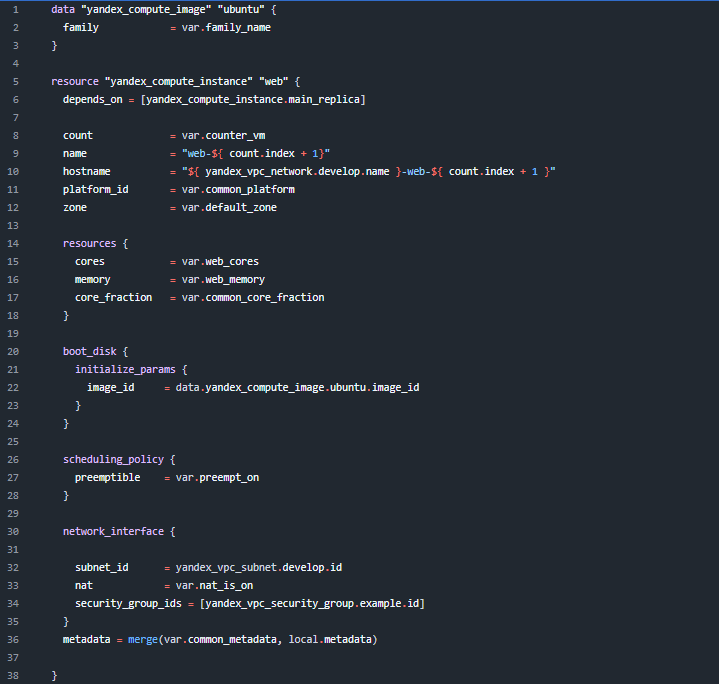 1 data "yandex_compute_image" "ubuntu" {
2   family            = var.family_name
3 }
4
5 resource "yandex_compute_instance" "web" {
6   depends_on = [yandex_compute_instance.main_replica]
7
8   count             = var.counter_vm
9   name              = "web-${ count.index + 1}"
10   hostname          = "${ yandex_vpc_network.develop.name }-web-${ count.index + 1 }"
11   platform_id       = var.common_platform
12   zone              = var.default_zone
13
14   resources {
15     cores           = var.web_cores
16     memory          = var.web_memory
17     core_fraction   = var.common_core_fraction
18   }
19
20   boot_disk {
21     initialize_params {
22       image_id     = data.yandex_compute_image.ubuntu.image_id
23     }
24   }
25
26   scheduling_policy {
27     preemptible    = var.preempt_on
28   }
29
30   network_interface {
31
32     subnet_id      = yandex_vpc_subnet.develop.id
33     nat            = var.nat_is_on
34     security_group_ids = [yandex_vpc_security_group.example.id]
35   }
36   metadata = merge(var.common_metadata, local.metadata)
37
38 }